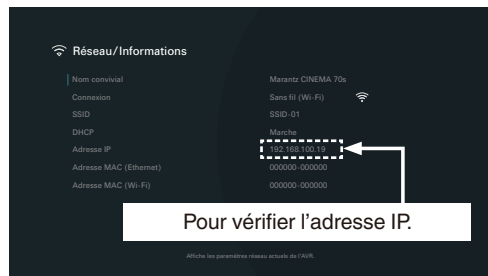 Réseau/Informations
Nom convivial Marantz CINEMA 70s
Connexion Sans fil (Wi-Fi)
SSID SSID-01
DHCP Marche
Adresse IP 192.168.100.19
Adresse MAC (Ethernet) 000000-000000
Adresse MAC (Wi-Fi) 000000-000000
Pour vérifier l’adresse IP.
Affiche les paramètres réseau actuels de l'AVR.